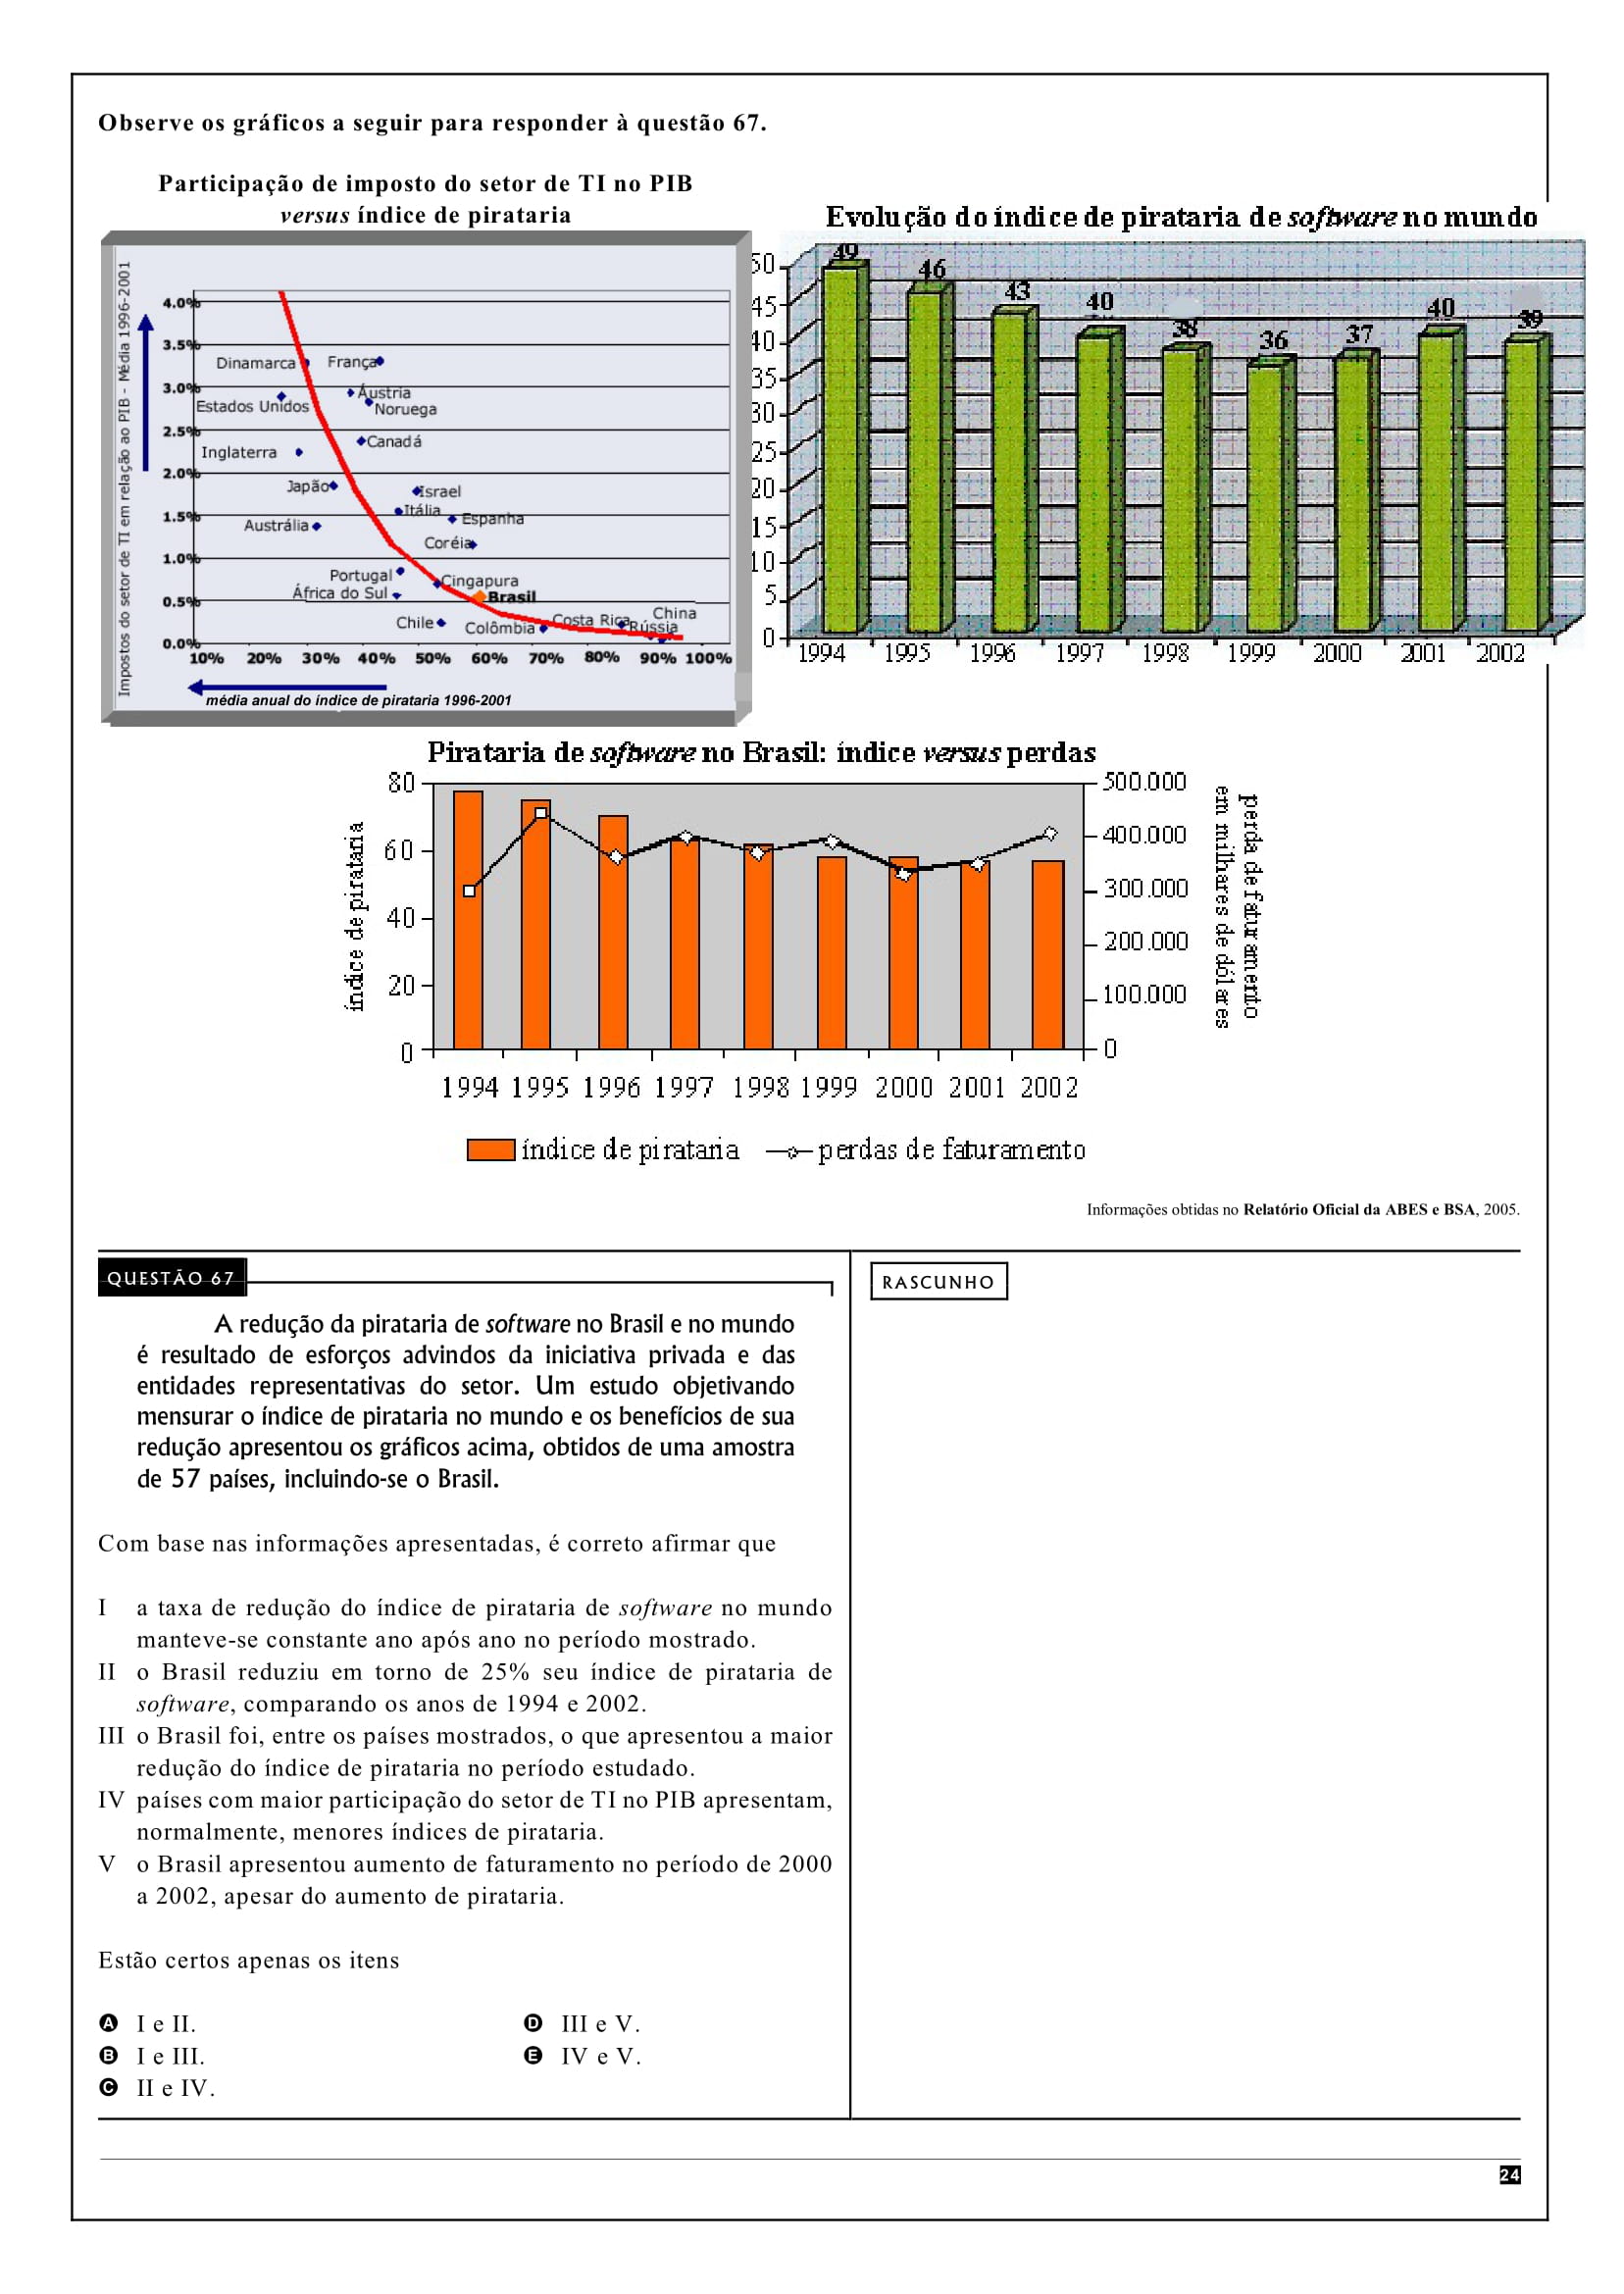 Observe os gráficos a seguir para responder à questão 67.
Participação de imposto do setor de TI no PIB
versus índice de pirataria
Impostos do setor de TI em relação ao PIB - Média 1996-2001
4.0%
3.5%
Dinamarca
França
3.0%
Áustria
Estados Unidos
Noruega
2.5%
Canadá
Inglaterra
2.0%
Japão
Israel
Itália
1.5%
Espanha
Austrália
Coréia
1.0%
Portugal
Cingapura
África do Sul
Brasil
0.5%
Costa Rica
China
Chile
Colômbia
Rússia
0.0%
10% 20% 30% 40% 50% 60% 70% 80% 90% 100%
média anual do índice de pirataria 1996-2001
Evolução do índice de pirataria de software no mundo
50
45
40
35
30
25
20
15
10
5
0
49 46 43 40 38 36 37 40 39
1994 1995 1996 1997 1998 1999 2000 2001 2002
Pirataria de software no Brasil: índice versus perdas
índice de pirataria
80
60
40
20
0
500.000
400.000
300.000
200.000
100.000
0
perda de faturamento
em milhares de dólares
1994 1995 1996 1997 1998 1999 2000 2001 2002
índice de pirataria perdas de faturamento
Informações obtidas no Relatório Oficial da ABES e BSA, 2005.
QUESTÃO 67
A redução da pirataria de software no Brasil e no mundo
é resultado de esforços advindos da iniciativa privada e das
entidades representativas do setor. Um estudo objetivando
mensurar o índice de pirataria no mundo e os benefícios de sua
redução apresentou os gráficos acima, obtidos de uma amostra
de 57 países, incluindo-se o Brasil.
Com base nas informações apresentadas, é correto afirmar que
I a taxa de redução do índice de pirataria de software no mundo
manteve-se constante ano após ano no período mostrado.
II o Brasil reduziu em torno de 25% seu índice de pirataria de
software, comparando os anos de 1994 e 2002.
III o Brasil foi, entre os países mostrados, o que apresentou a maior
redução do índice de pirataria no período estudado.
IV países com maior participação do setor de TI no PIB apresentam,
normalmente, menores índices de pirataria.
V o Brasil apresentou aumento de faturamento no período de 2000
a 2002, apesar do aumento de pirataria.
Estão certos apenas os itens
A I e II.
B I e III.
C II e IV.
D III e V.
E IV e V.
RASCUNHO
24